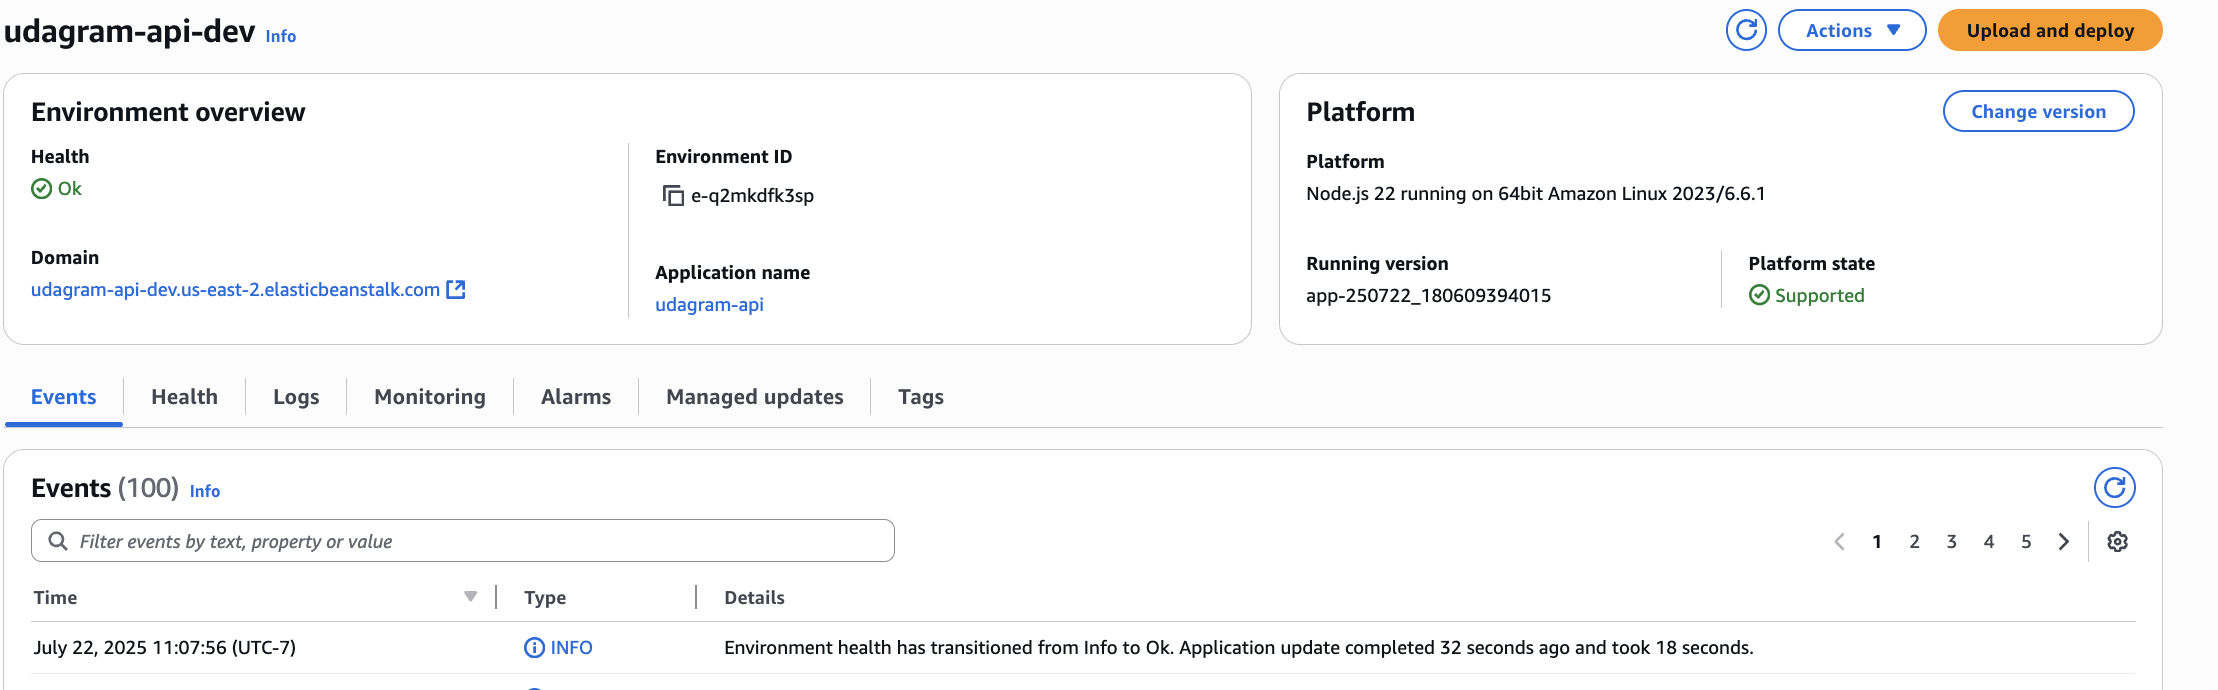 udagram-api-dev Info
Actions
Upload and deploy
Environment overview
Health
Ok
Domain
udagram-api-dev.us-east-2.elasticbeanstalk.com
Environment ID
e-q2mkdfk3sp
Application name
udagram-api
Platform
Change version
Platform
Node.js 22 running on 64bit Amazon Linux 2023/6.6.1
Running version
app-250722_180609394015
Platform state
Supported
Events Health Logs Monitoring Alarms Managed updates Tags
Events (100) Info
Filter events by text, property or value
1 2 3 4 5
Time Type Details
July 22, 2025 11:07:56 (UTC-7) INFO Environment health has transitioned from Info to Ok. Application update completed 32 seconds ago and took 18 seconds.